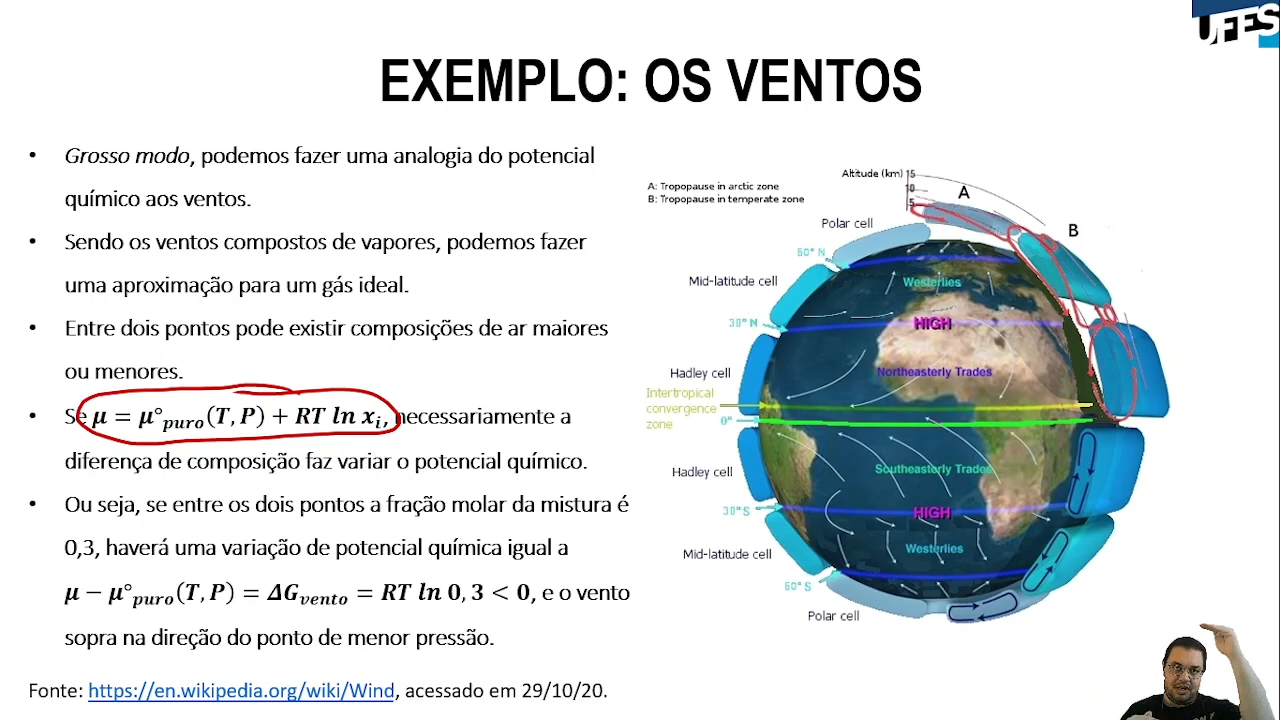 UFES
EXEMPLO: OS VENTOS
• Grosso modo, podemos fazer uma analogia do potencial
químico aos ventos.
• Sendo os ventos compostos de vapores, podemos fazer
uma aproximação para um gás ideal.
• Entre dois pontos pode existir composições de ar maiores
ou menores.
• Se μ = μ°puro(T, P) + RT ln xi, necessariamente a
diferença de composição faz variar o potencial químico.
• Ou seja, se entre os dois pontos a fração molar da mistura é
0,3, haverá uma variação de potencial química igual a
μ − μ°puro(T, P) = ΔGvento = RT ln 0, 3 < 0, e o vento
sopra na direção do ponto de menor pressão.
Fonte: https://en.wikipedia.org/wiki/Wind, acessado em 29/10/20.
A: Tropopause in arctic zone
B: Tropopause in temperate zone
Altitude (km) 15
10
5
A
B
Polar cell
60° N
Mid-latitude cell
Westerlies
30° N
HIGH
Hadley cell
Northeasterly Trades
Intertropical
convergence
zone
0°
Hadley cell
Southeasterly Trades
30° S
HIGH
Mid-latitude cell
Westerlies
60° S
Polar cell